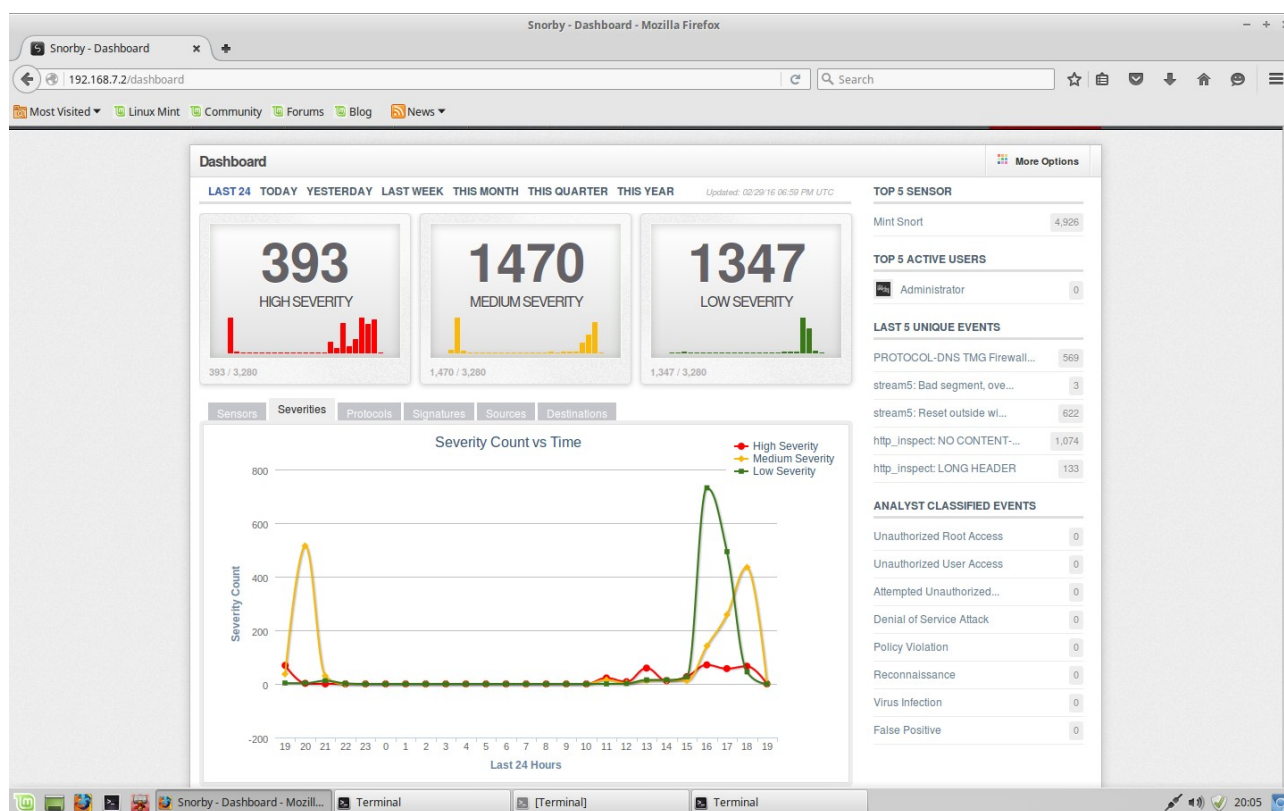 Snorby - Dashboard - Mozilla Firefox
Snorby - Dashboard
192.168.7.2/dashboard
Search
Most Visited
Linux Mint
Community
Forums
Blog
News
Dashboard
More Options
LAST 24 TODAY YESTERDAY LAST WEEK THIS MONTH THIS QUARTER THIS YEAR
Updated: 02/29/16 06:59 PM UTC
393
HIGH SEVERITY
393 / 3,280
1470
MEDIUM SEVERITY
1,470 / 3,280
1347
LOW SEVERITY
1,347 / 3,280
Sensors Severities Protocols Signatures Sources Destinations
Severity Count vs Time
High Severity
Medium Severity
Low Severity
Severity Count
800
600
400
200
0
-200
19 20 21 22 23 0 1 2 3 4 5 6 7 8 9 10 11 12 13 14 15 16 17 18 19
Last 24 Hours
TOP 5 SENSOR
Mint Snort 4,926
TOP 5 ACTIVE USERS
Administrator 0
LAST 5 UNIQUE EVENTS
PROTOCOL-DNS TMG Firewall... 569
stream5: Bad segment, ove... 3
stream5: Reset outside wi... 622
http_inspect: NO CONTENT-... 1,074
http_inspect: LONG HEADER 133
ANALYST CLASSIFIED EVENTS
Unauthorized Root Access 0
Unauthorized User Access 0
Attempted Unauthorized... 0
Denial of Service Attack 0
Policy Violation 0
Reconnaissance 0
Virus Infection 0
False Positive 0
Snorby - Dashboard - Mozill...
Terminal
[Terminal]
Terminal
20:05